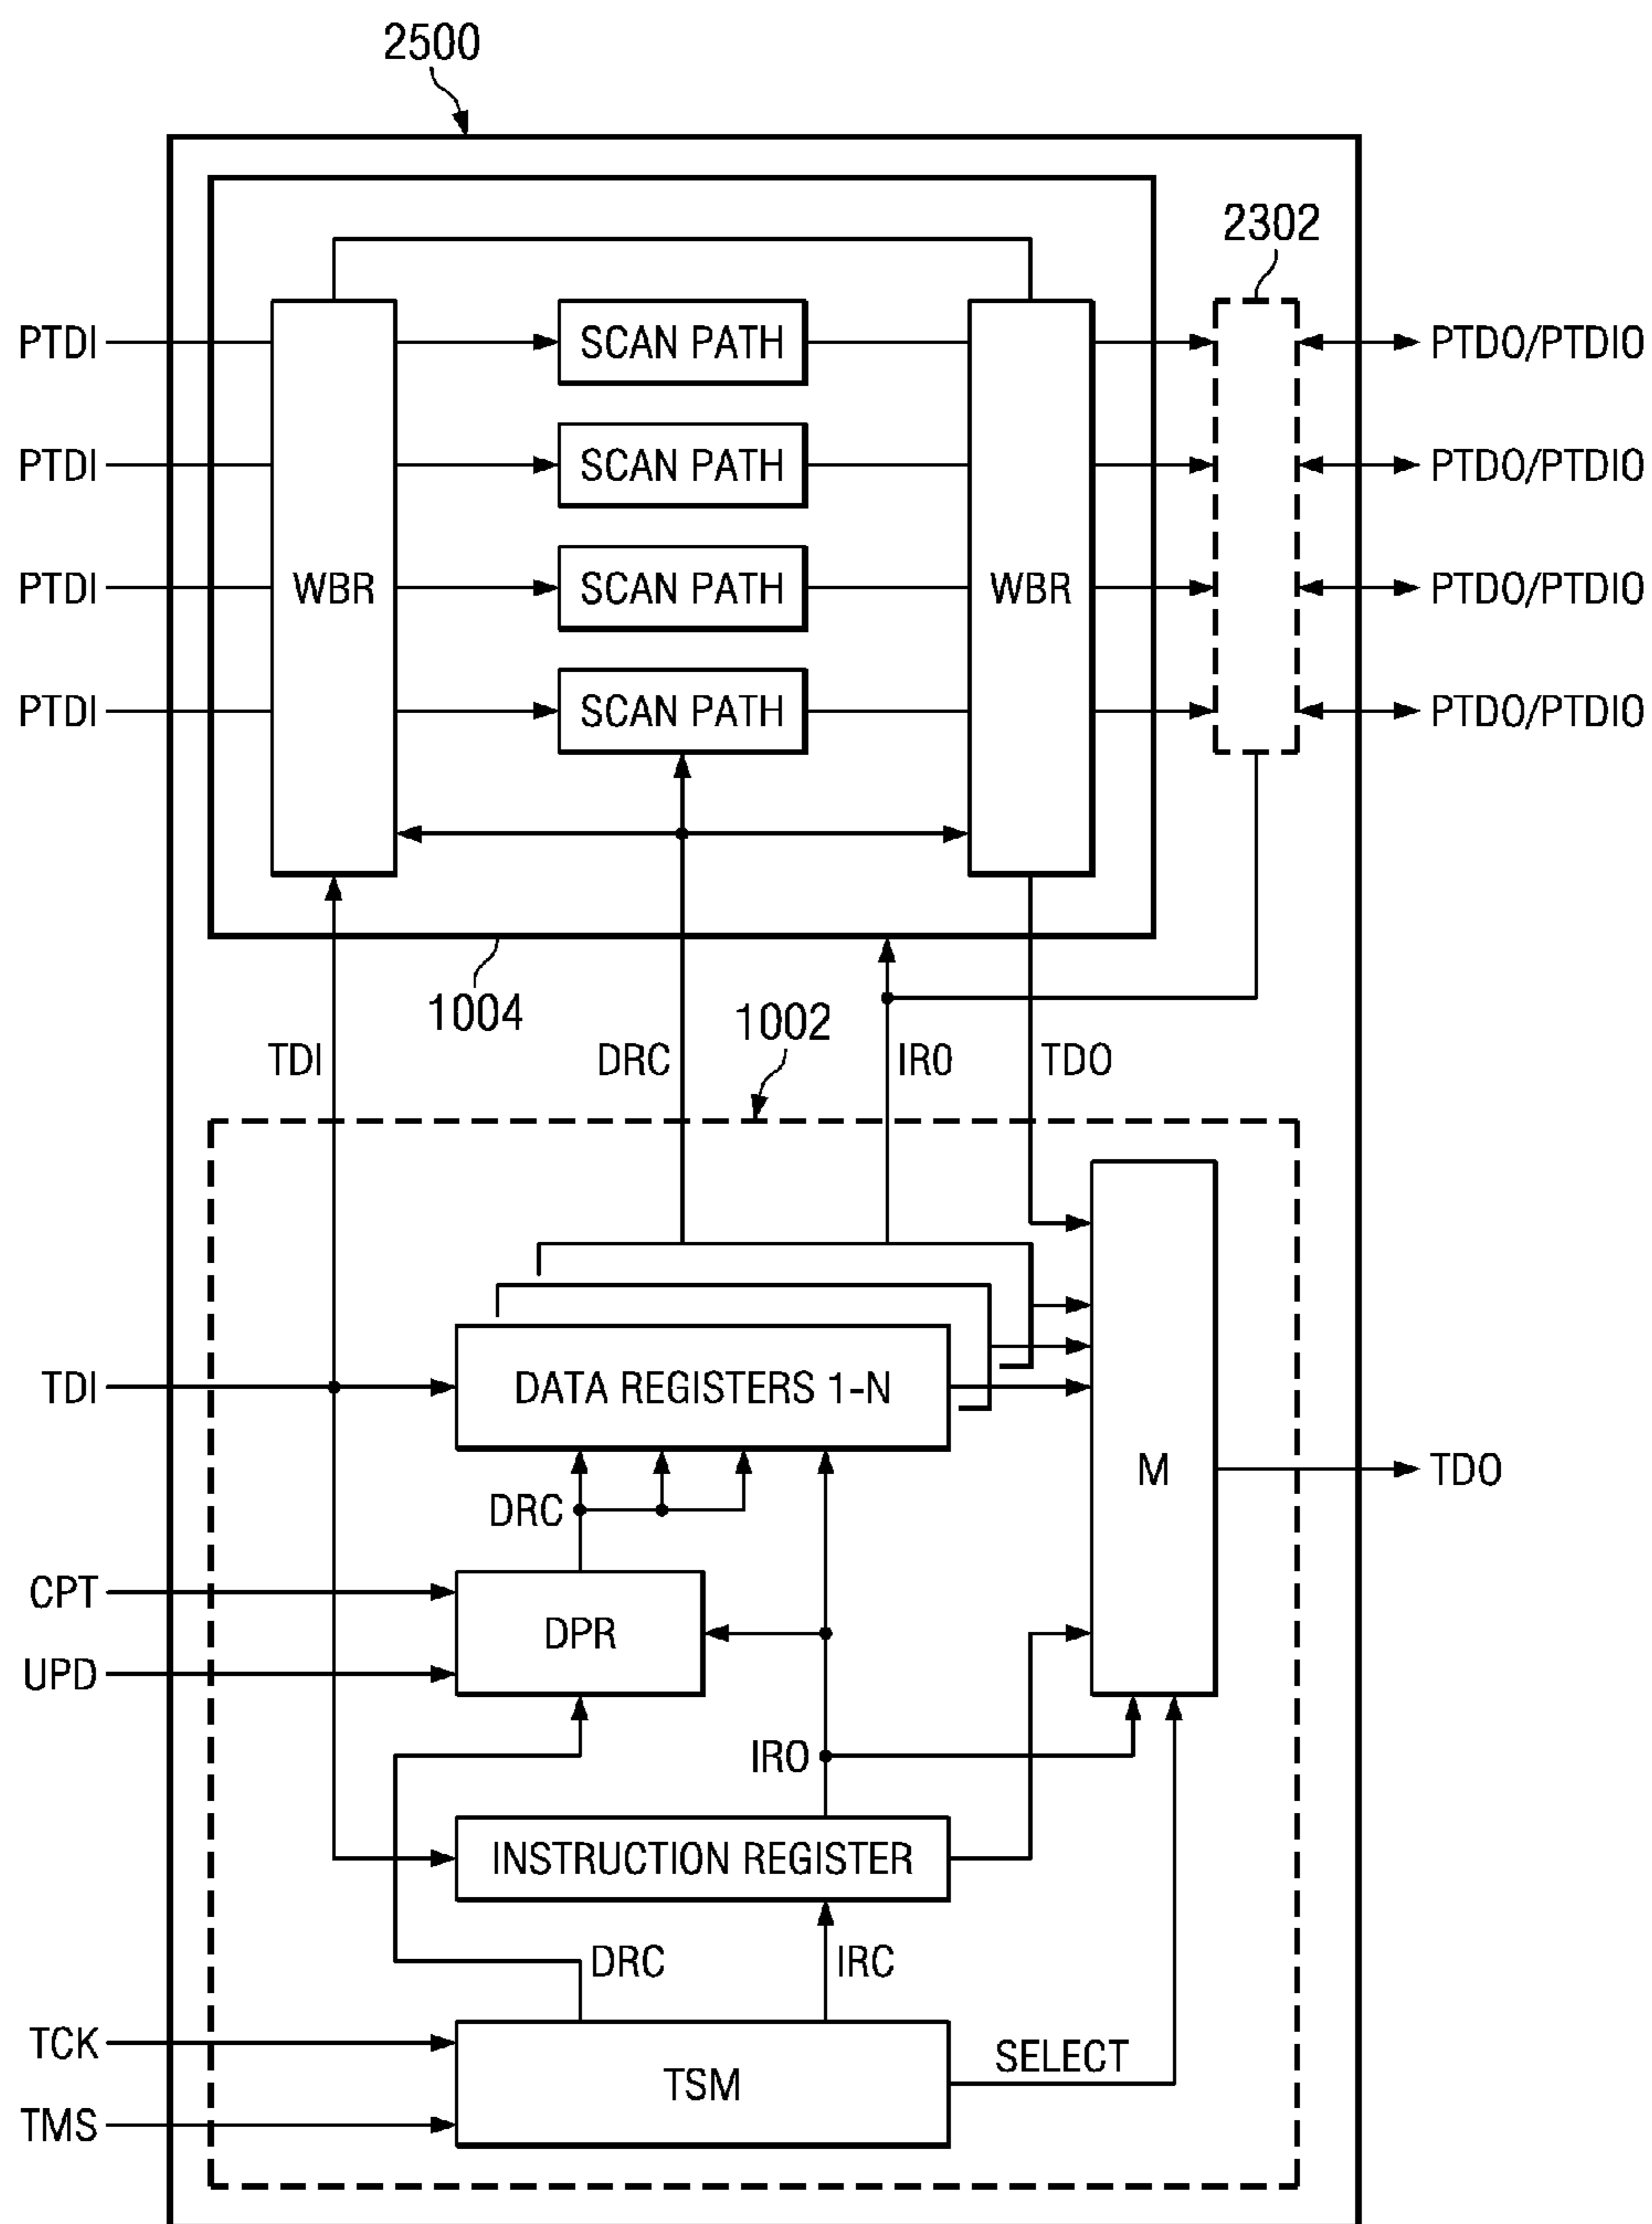 2500
2302
PTDI
SCAN PATH
PTDO/PTDIO
PTDI
SCAN PATH
PTDO/PTDIO
PTDI
WBR
SCAN PATH
WBR
PTDO/PTDIO
PTDI
SCAN PATH
PTDO/PTDIO
1004
1002
TDI
DRC
IRO
TDO
TDI
DATA REGISTERS 1-N
M
TDO
DRC
CPT
DPR
UPD
IRO
INSTRUCTION REGISTER
DRC
IRC
TCK
TSM
SELECT
TMS